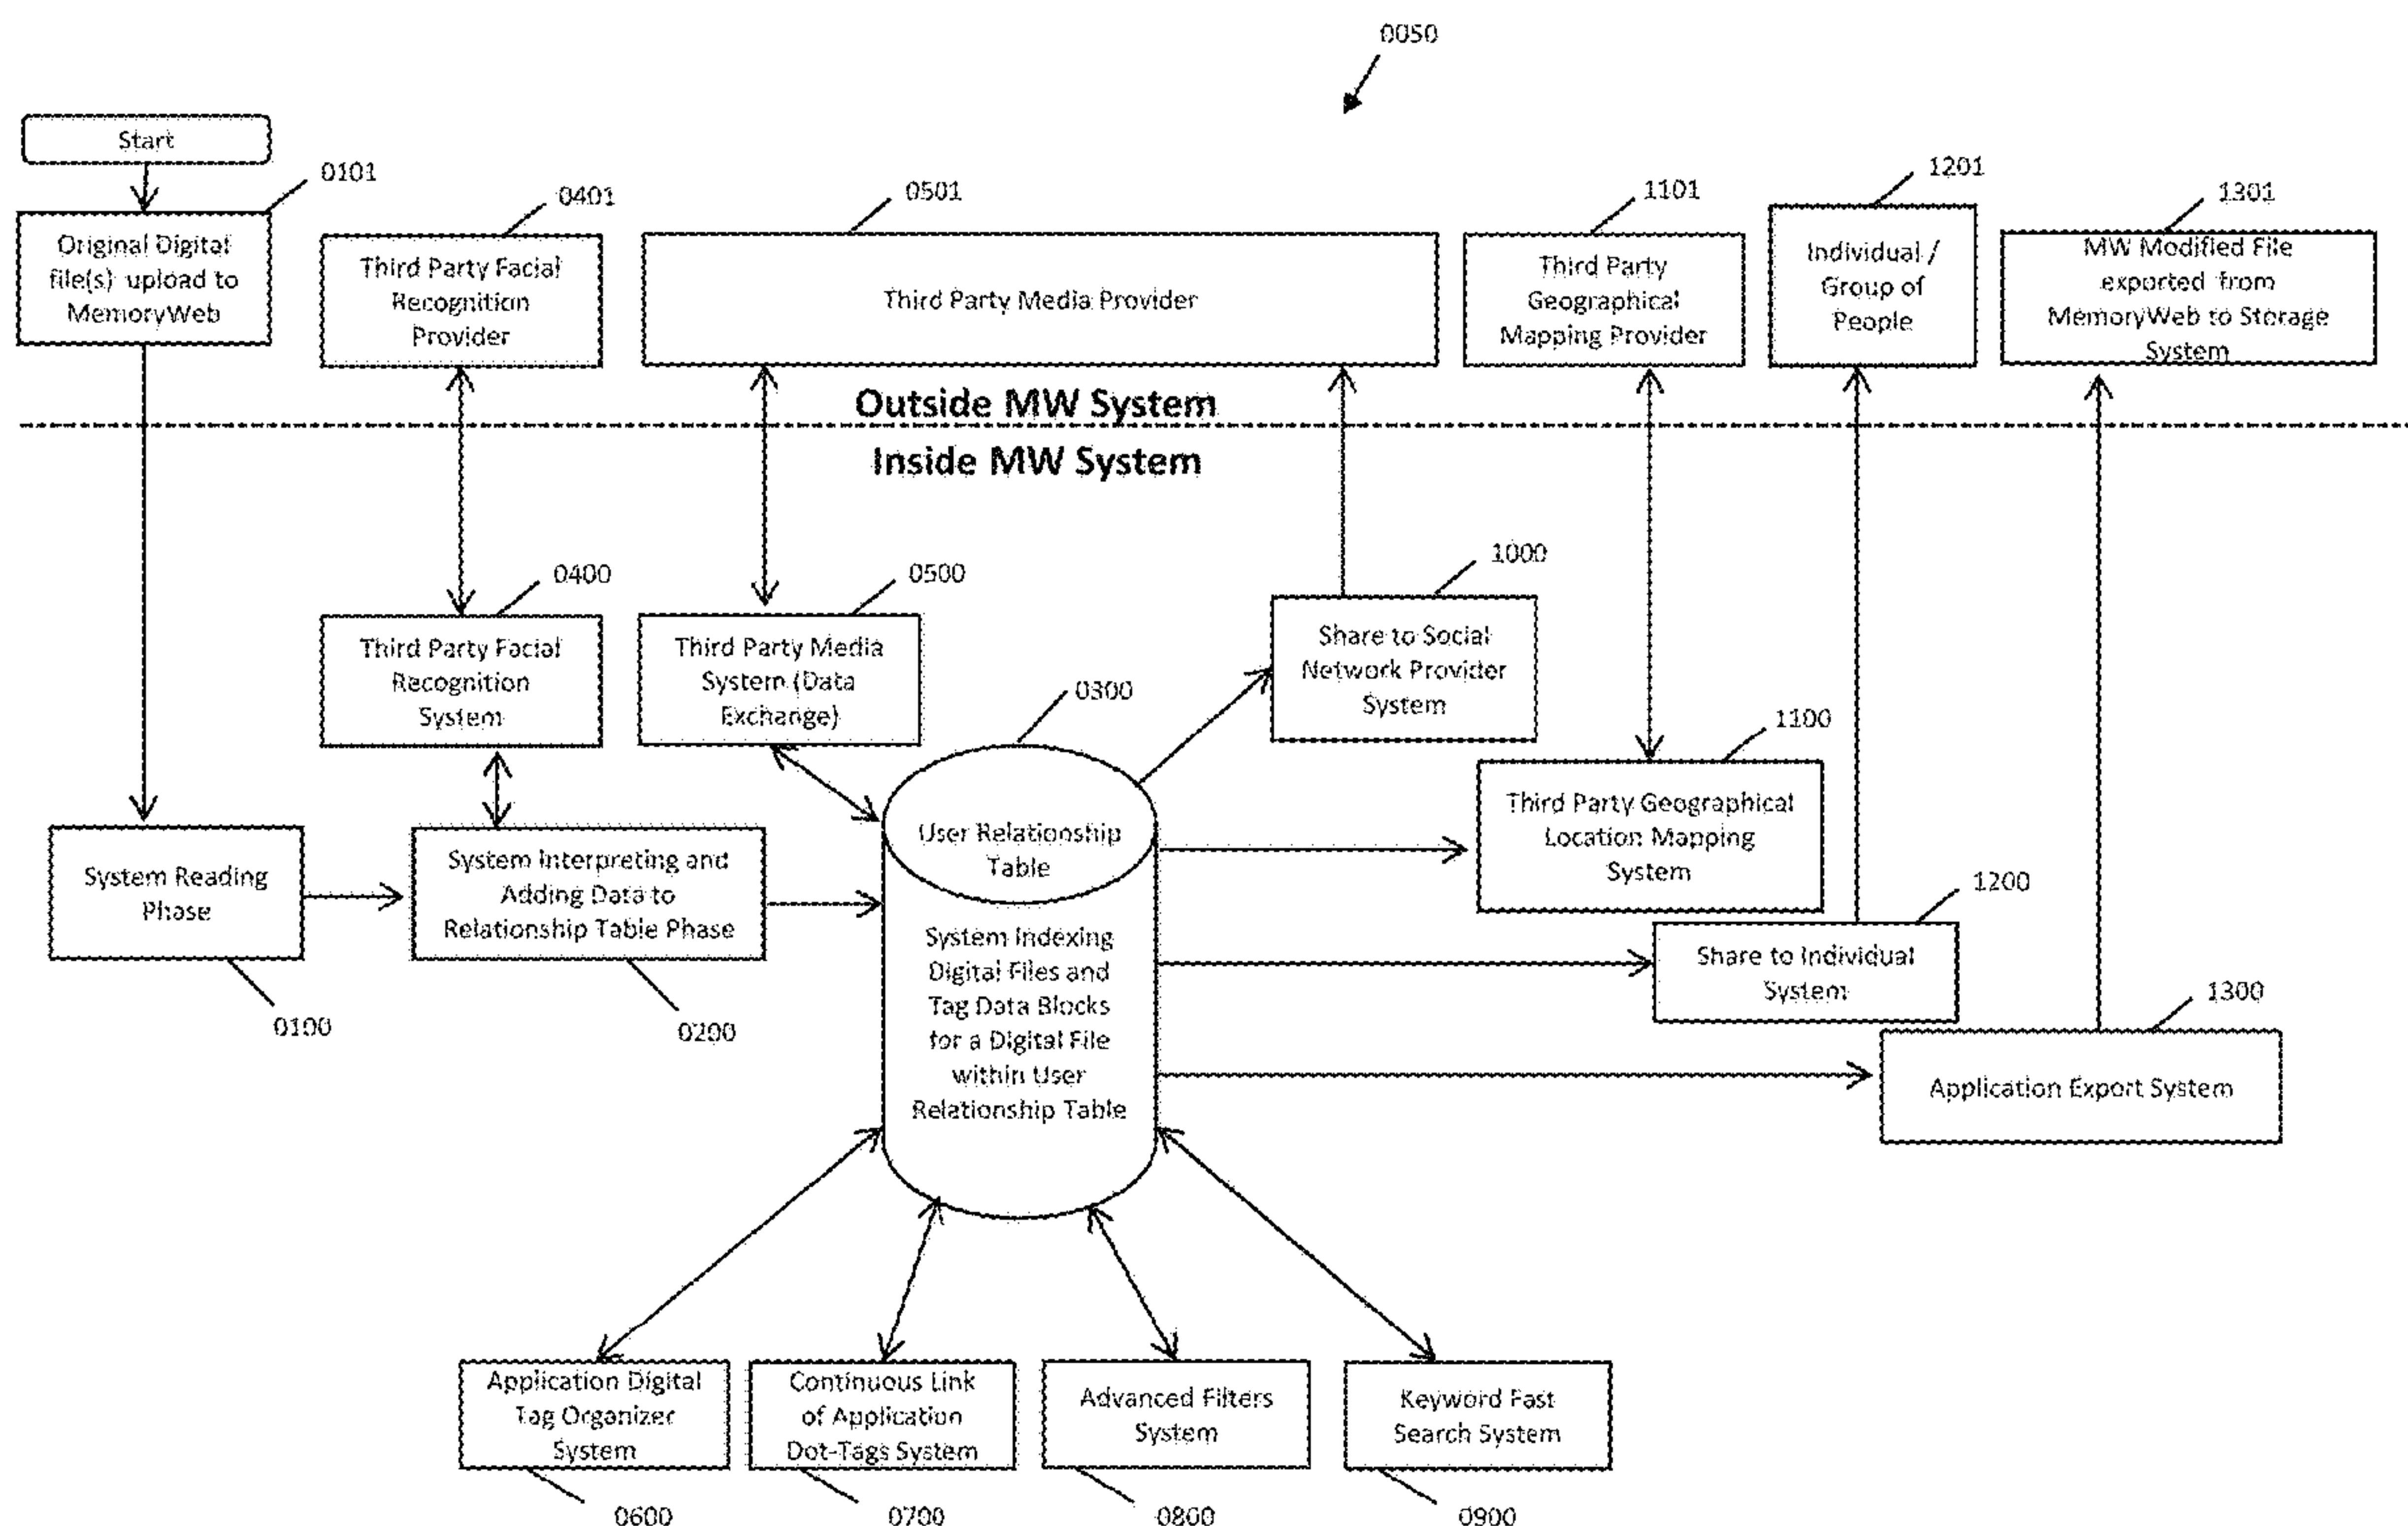 0050
Start
0101
0401
0501
1101
1201
1301
Original Digital
file(s) upload to
MemoryWeb
Third Party Facial
Recognition
Provider
Third Party Media Provider
Third Party
Geographical
Mapping Provider
Individual /
Group of
People
MW Modified File
exported from
MemoryWeb to Storage
System
Outside MW System
Inside MW System
0400
0500
1000
Third Party Facial
Recognition
System
Third Party Media
System (Data
Exchange)
Share to Social
Network Provider
System
0300
1100
User Relationship
Table
Third Party Geographical
Location Mapping
System
System Reading
Phase
System Interpreting and
Adding Data to
Relationship Table Phase
1200
System Indexing
Digital Files and
Tag Data Blocks
for a Digital File
within User
Relationship Table
Share to Individual
System
0100
0200
1300
Application Export System
Application Digital
Tag Organizer
System
Continuous Link
of Application
Dot-Tags System
Advanced Filters
System
Keyword Fast
Search System
0600
0700
0800
0900